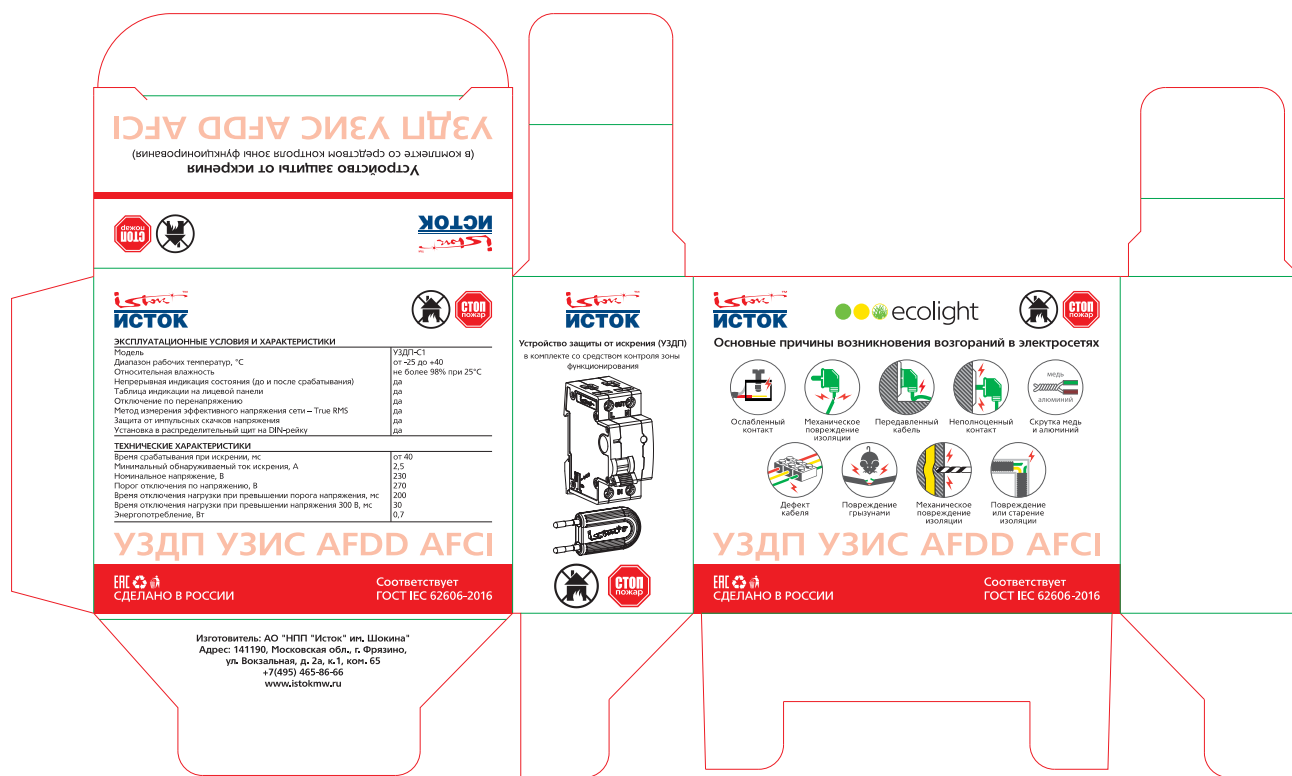 УЗДП УЗИС AFDD AFCI
(в комплекте со средством контроля зоны функционирования)
Устройство защиты от искрения
СТОП
пожар
ИСТОК
исток™
ИСТОК
СТОП
пожар
ЭКСПЛУАТАЦИОННЫЕ УСЛОВИЯ И ХАРАКТЕРИСТИКИ
Модель УЗДП-С1
Диапазон рабочих температур, °С от -25 до +40
Относительная влажность не более 98% при 25°С
Непрерывная индикация состояния (до и после срабатывания) да
Таблица индикации на лицевой панели да
Отключение по перенапряжению да
Метод измерения эффективного напряжения сети – True RMS да
Защита от импульсных скачков напряжения да
Установка в распределительный щит на DIN-рейку да
ТЕХНИЧЕСКИЕ ХАРАКТЕРИСТИКИ
Время срабатывания при искрении, мс от 40
Минимальный обнаруживаемый ток искрения, А 2,5
Номинальное напряжение, В 230
Порог отключения по напряжению, В 270
Время отключения нагрузки при превышении порога напряжения, мс 200
Время отключения нагрузки при превышении напряжения 300 В, мс 30
Энергопотребление, Вт 0,7
УЗДП УЗИС AFDD AFCI
EAC
СДЕЛАНО В РОССИИ
Соответствует
ГОСТ IEC 62606-2016
Изготовитель: АО "НПП "Исток" им. Шокина"
Адрес: 141190, Московская обл., г. Фрязино,
ул. Вокзальная, д. 2а, к.1, ком. 65
+7(495) 465-86-66
www.istokmw.ru
исток™
ИСТОК
Устройство защиты от искрения (УЗДП)
в комплекте со средством контроля зоны
функционирования
СТОП
пожар
исток™
ИСТОК
ecolight
СТОП
пожар
Основные причины возникновения возгораний в электросетях
Ослабленный
контакт
Механическое
повреждение
изоляции
Передавленный
кабель
Неполноценный
контакт
медь
алюминий
Скрутка медь
и алюминий
Дефект
кабеля
Повреждение
грызунами
Механическое
повреждение
изоляции
Повреждение
или старение
изоляции
УЗДП УЗИС AFDD AFCI
EAC
СДЕЛАНО В РОССИИ
Соответствует
ГОСТ IEC 62606-2016